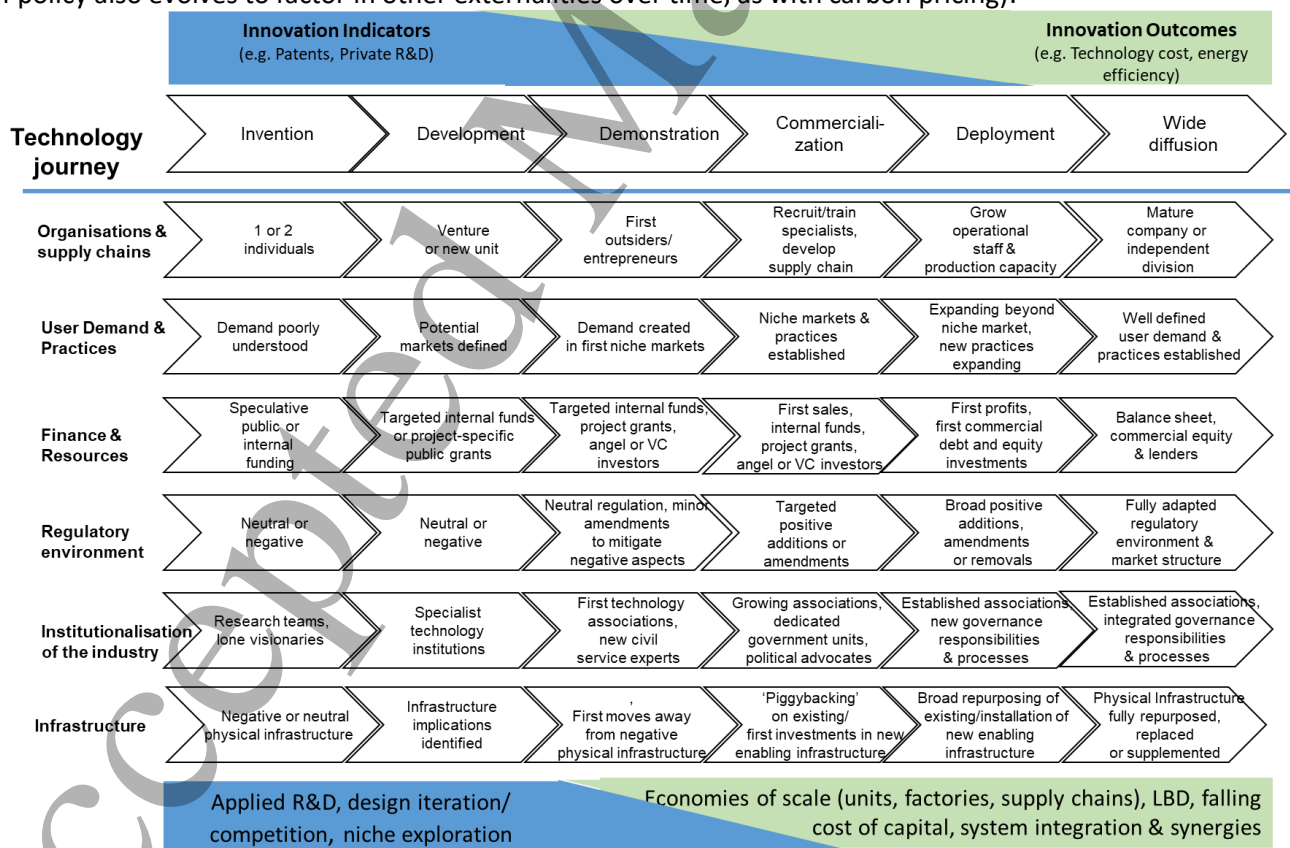 policy also evolves to factor in other externalities over time, as with carbon pricing).
Innovation Indicators
(e.g. Patents, Private R&D)
Innovation Outcomes
(e.g. Technology cost, energy
efficiency)
Technology
journey
Invention
Development
Demonstration
Commerciali-
zation
Deployment
Wide
diffusion
Organisations &
supply chains
1 or 2
individuals
Venture
or new unit
First
outsiders/
entrepreneurs
Recruit/train
specialists,
develop
supply chain
Grow
operational
staff &
production capacity
Mature
company or
independent
division
User Demand &
Practices
Demand poorly
understood
Potential
markets defined
Demand created
in first niche markets
Niche markets &
practices
established
Expanding beyond
niche market,
new practices
expanding
Well defined
user demand &
practices established
Finance &
Resources
Speculative
public or
internal
funding
Targeted internal funds
or project-specific
public grants
Targeted internal funds,
project grants,
angel or VC
investors
First sales,
internal funds,
project grants,
angel or VC investors
First profits,
first commercial
debt and equity
investments
Balance sheet,
commercial equity
& lenders
Regulatory
environment
Neutral or
negative
Neutral or
negative
Neutral regulation, minor
amendments
to mitigate
negative aspects
Targeted
positive
additions or
amendments
Broad positive
additions,
amendments
or removals
Fully adapted
regulatory
environment &
market structure
Institutionalisation
of the industry
Research teams,
lone visionaries
Specialist
technology
institutions
First technology
associations,
new civil
service experts
Growing associations,
dedicated
government units,
political advocates
Established associations
new governance
responsibilities
& processes
Established associations,
integrated governance
responsibilities
& processes
Infrastructure
Negative or neutral
physical infrastructure
Infrastructure
implications
identified
,
First moves away
from negative
physical infrastructure
'Piggybacking'
on existing/
first investments in new
enabling infrastructure
Broad repurposing of
existing/installation of
new enabling
infrastructure
Physical Infrastructure
fully repurposed,
replaced
or supplemented
Applied R&D, design iteration/
competition, niche exploration
Economies of scale (units, factories, supply chains), LBD, falling
cost of capital, system integration & synergies
ccepted M